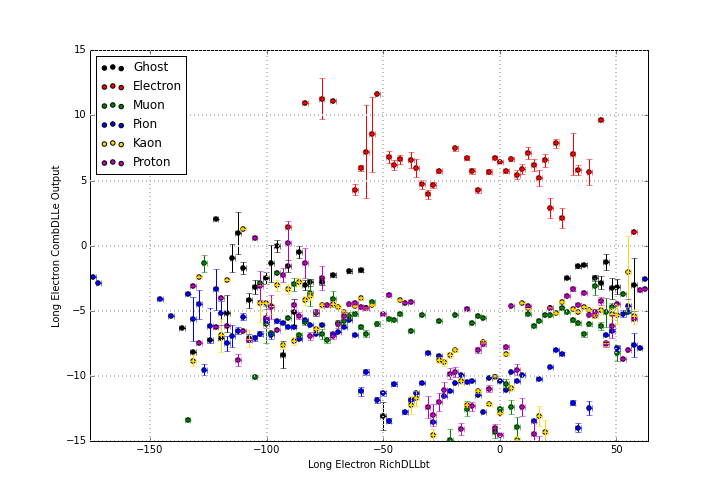 15
10
5
0
−5
−10
−15
Long Electron CombDLLe Output
Ghost
Electron
Muon
Pion
Kaon
Proton
−150 −100 −50 0 50
Long Electron RichDLLbt